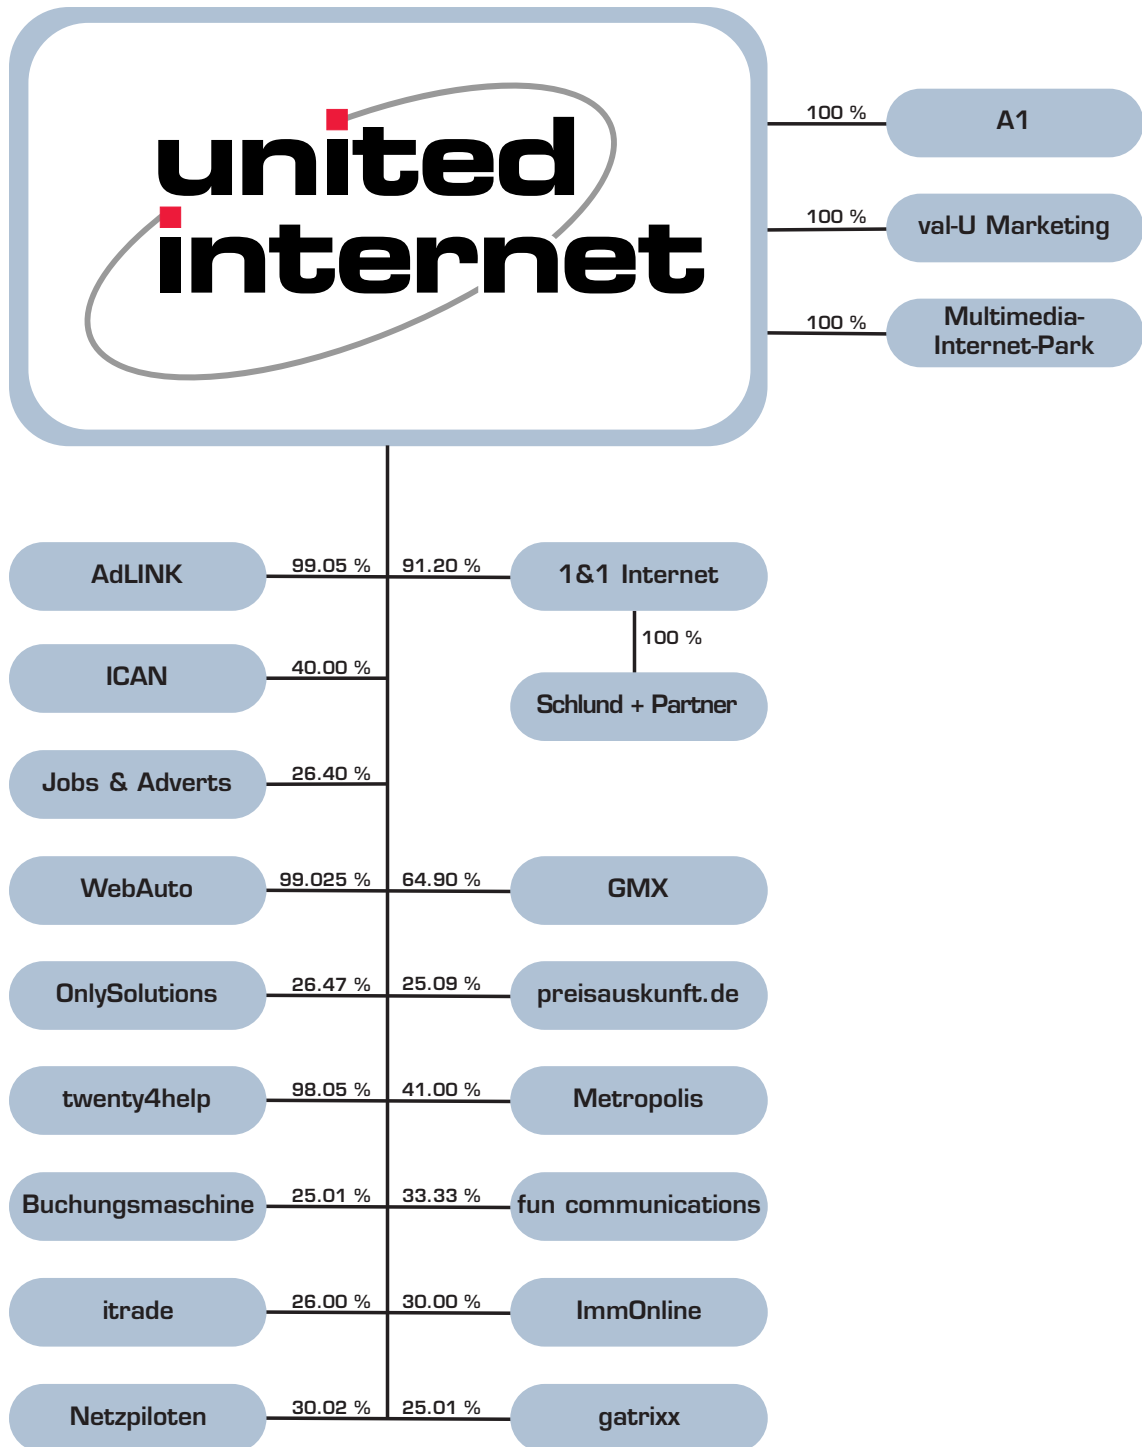 united
internet
100 %
A1
100 %
val-U Marketing
100 %
Multimedia-
Internet-Park
AdLINK
99.05 %
91.20 %
1&1 Internet
100 %
ICAN
40.00 %
Schlund + Partner
Jobs & Adverts
26.40 %
WebAuto
99.025 %
64.90 %
GMX
OnlySolutions
26.47 %
25.09 %
preisauskunft.de
twenty4help
98.05 %
41.00 %
Metropolis
Buchungsmaschine
25.01 %
33.33 %
fun communications
itrade
26.00 %
30.00 %
ImmOnline
Netzpiloten
30.02 %
25.01 %
gatrixx